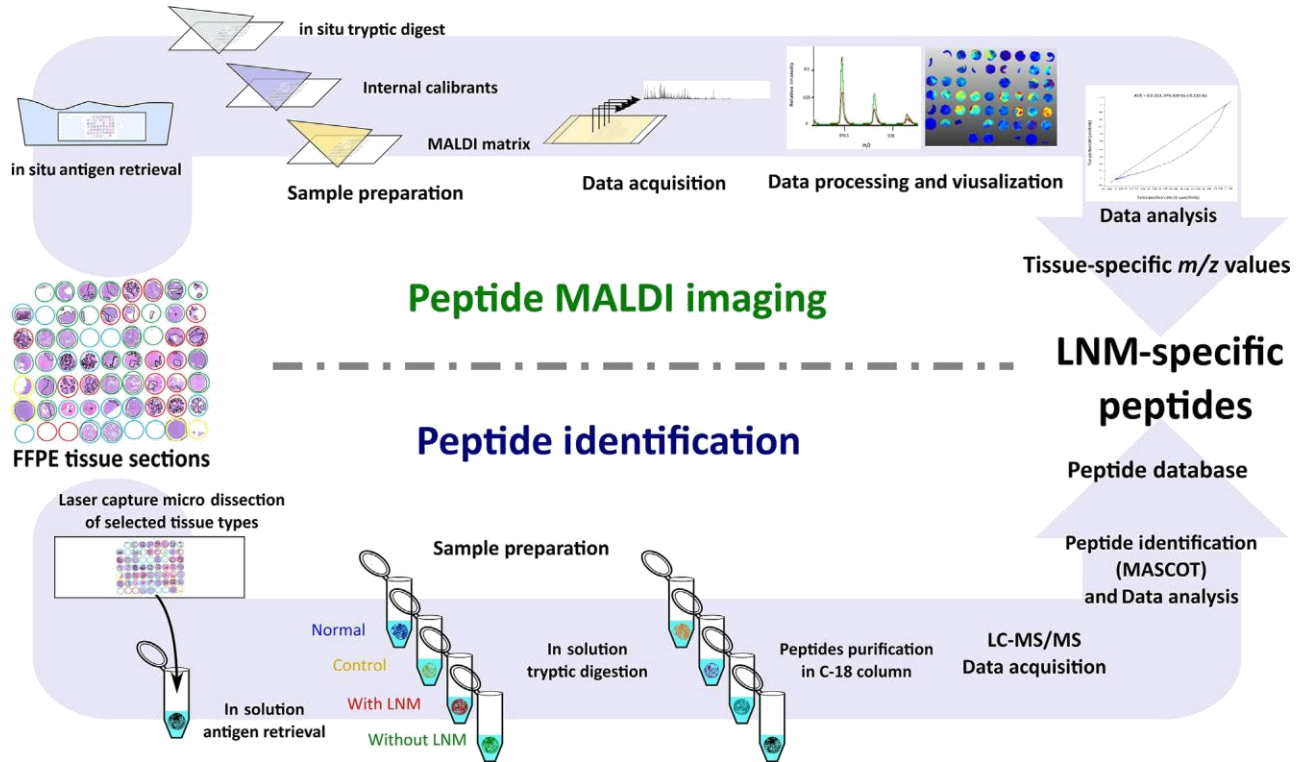 in situ tryptic digest
Internal calibrants
MALDI matrix
in situ antigen retrieval
Sample preparation
Data acquisition
Relative intensity
m/z
Data processing and viusalization
Data analysis
Tissue-specific m/z values
Peptide MALDI imaging
LNM-specific
peptides
Peptide identification
FFPE tissue sections
Peptide database
Laser capture micro dissection
of selected tissue types
Sample preparation
Peptide identification
(MASCOT)
and Data analysis
Normal
Control
With LNM
Without LNM
In solution
tryptic digestion
Peptides purification
in C-18 column
LC-MS/MS
Data acquisition
In solution
antigen retrieval